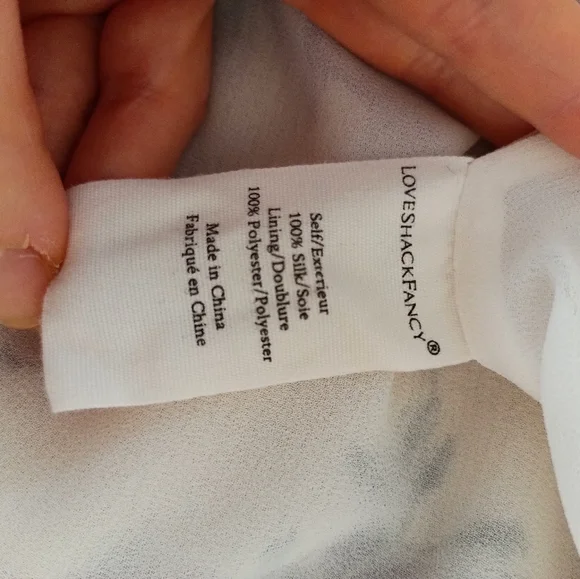 LOVESHACKFANCY®
Self/Exterieur
100% Silk/Soie
Lining/Doublure
100% Polyester/Polyester
Made in China
Fabriqué en Chine